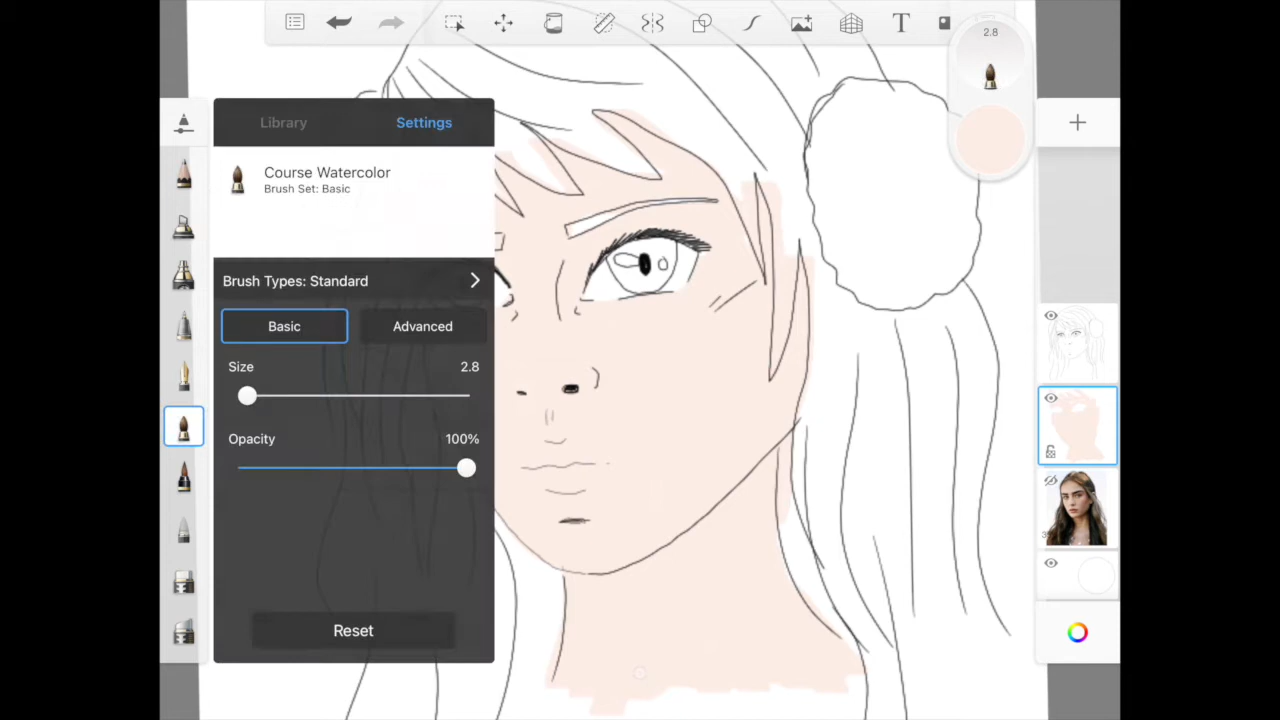 2.8
Library Settings
Course Watercolor
Brush Set: Basic
Brush Types: Standard
Basic Advanced
Size 2.8
Opacity 100%
Reset
T